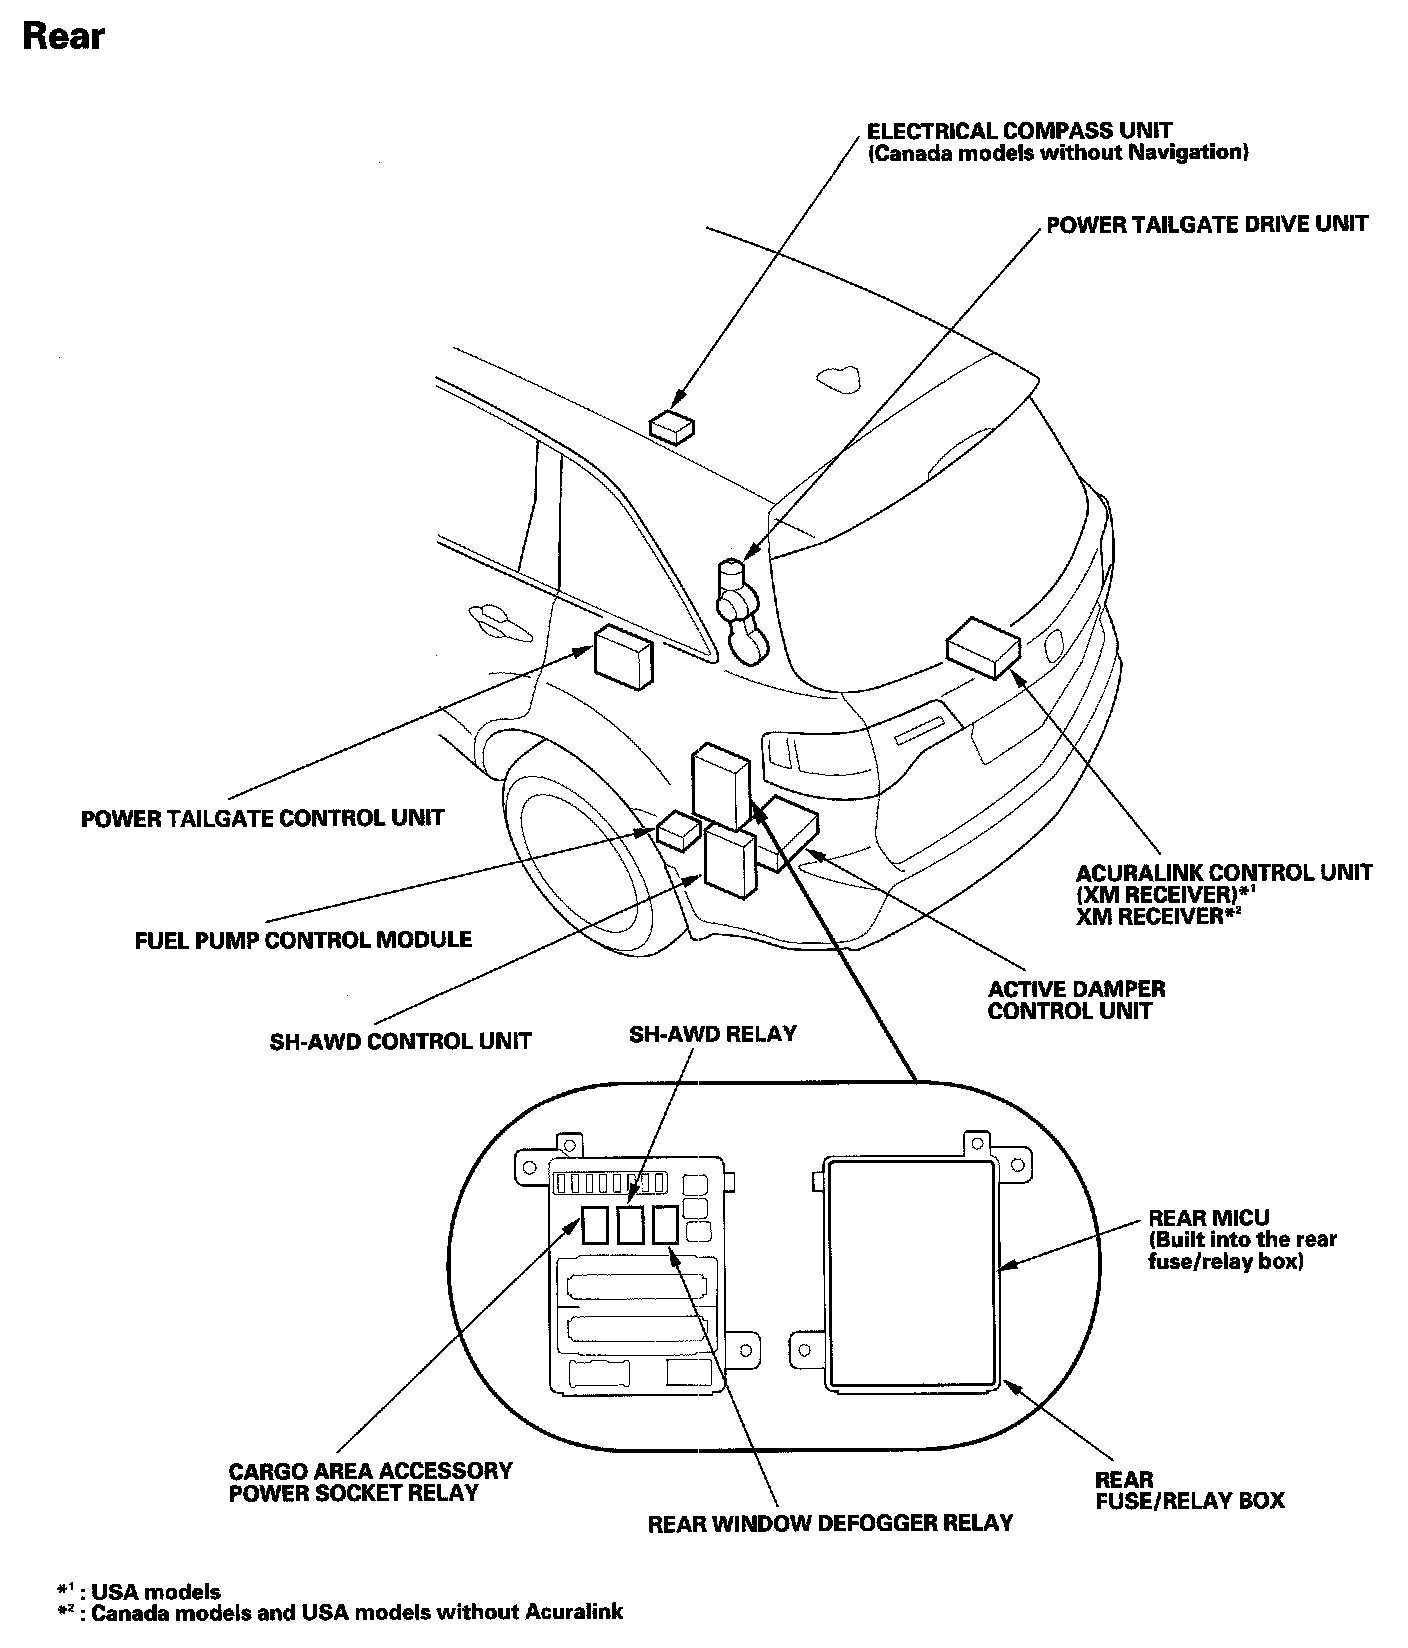 Rear
ELECTRICAL COMPASS UNIT
(Canada models without Navigation)
POWER TAILGATE DRIVE UNIT
POWER TAILGATE CONTROL UNIT
ACURALINK CONTROL UNIT
(XM RECEIVER)*1
XM RECEIVER*2
FUEL PUMP CONTROL MODULE
ACTIVE DAMPER
CONTROL UNIT
SH-AWD CONTROL UNIT
SH-AWD RELAY
REAR MICU
(Built into the rear
fuse/relay box)
CARGO AREA ACCESSORY
POWER SOCKET RELAY
REAR
FUSE/RELAY BOX
REAR WINDOW DEFOGGER RELAY
*1 : USA models
*2 : Canada models and USA models without Acuralink